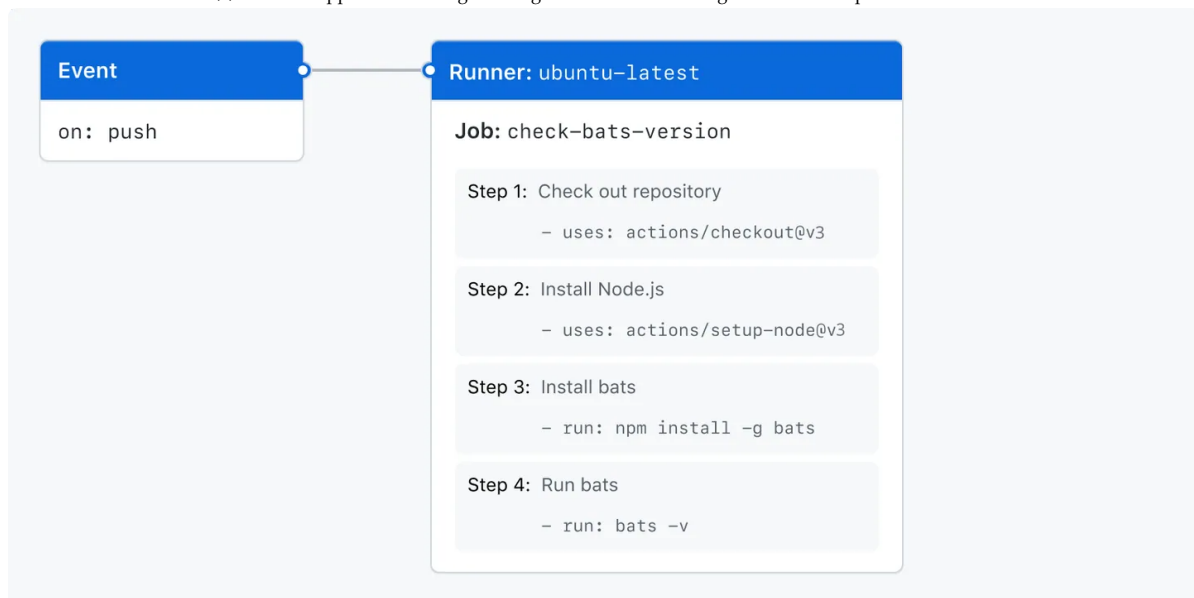 Event
on: push
Runner: ubuntu-latest
Job: check-bats-version
Step 1: Check out repository
- uses: actions/checkout@v3
Step 2: Install Node.js
- uses: actions/setup-node@v3
Step 3: Install bats
- run: npm install -g bats
Step 4: Run bats
- run: bats -v